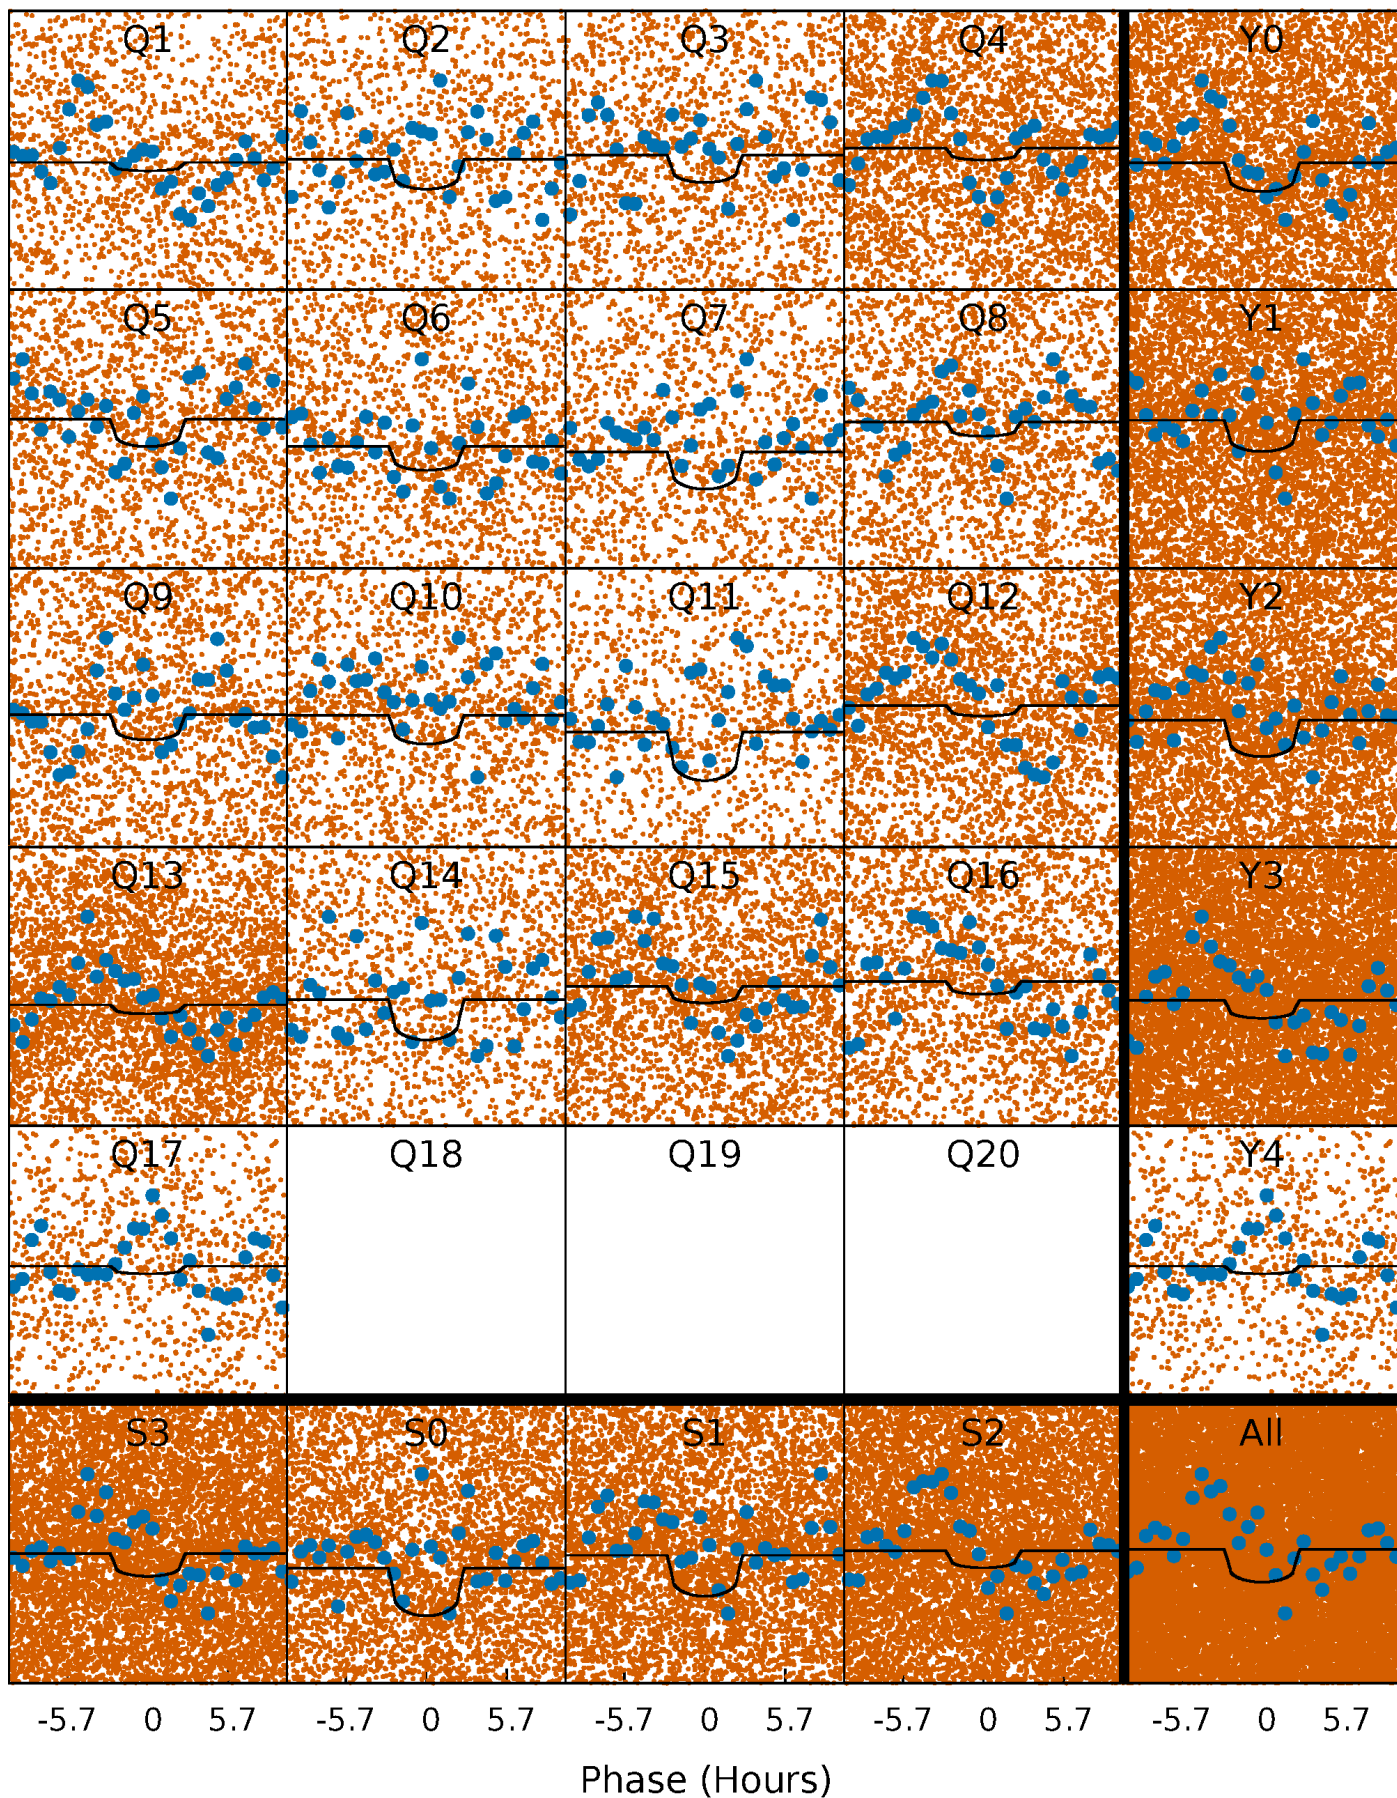 Q1 Q2 Q3 Q4 Y0
Q5 Q6 Q7 Q8 Y1
Q9 Q10 Q11 Q12 Y2
Q13 Q14 Q15 Q16 Y3
Q17 Q18 Q19 Q20 Y4
S3 S0 S1 S2 All
-5.7 0 5.7 -5.7 0 5.7 -5.7 0 5.7 -5.7 0 5.7 -5.7 0 5.7
Phase (Hours)